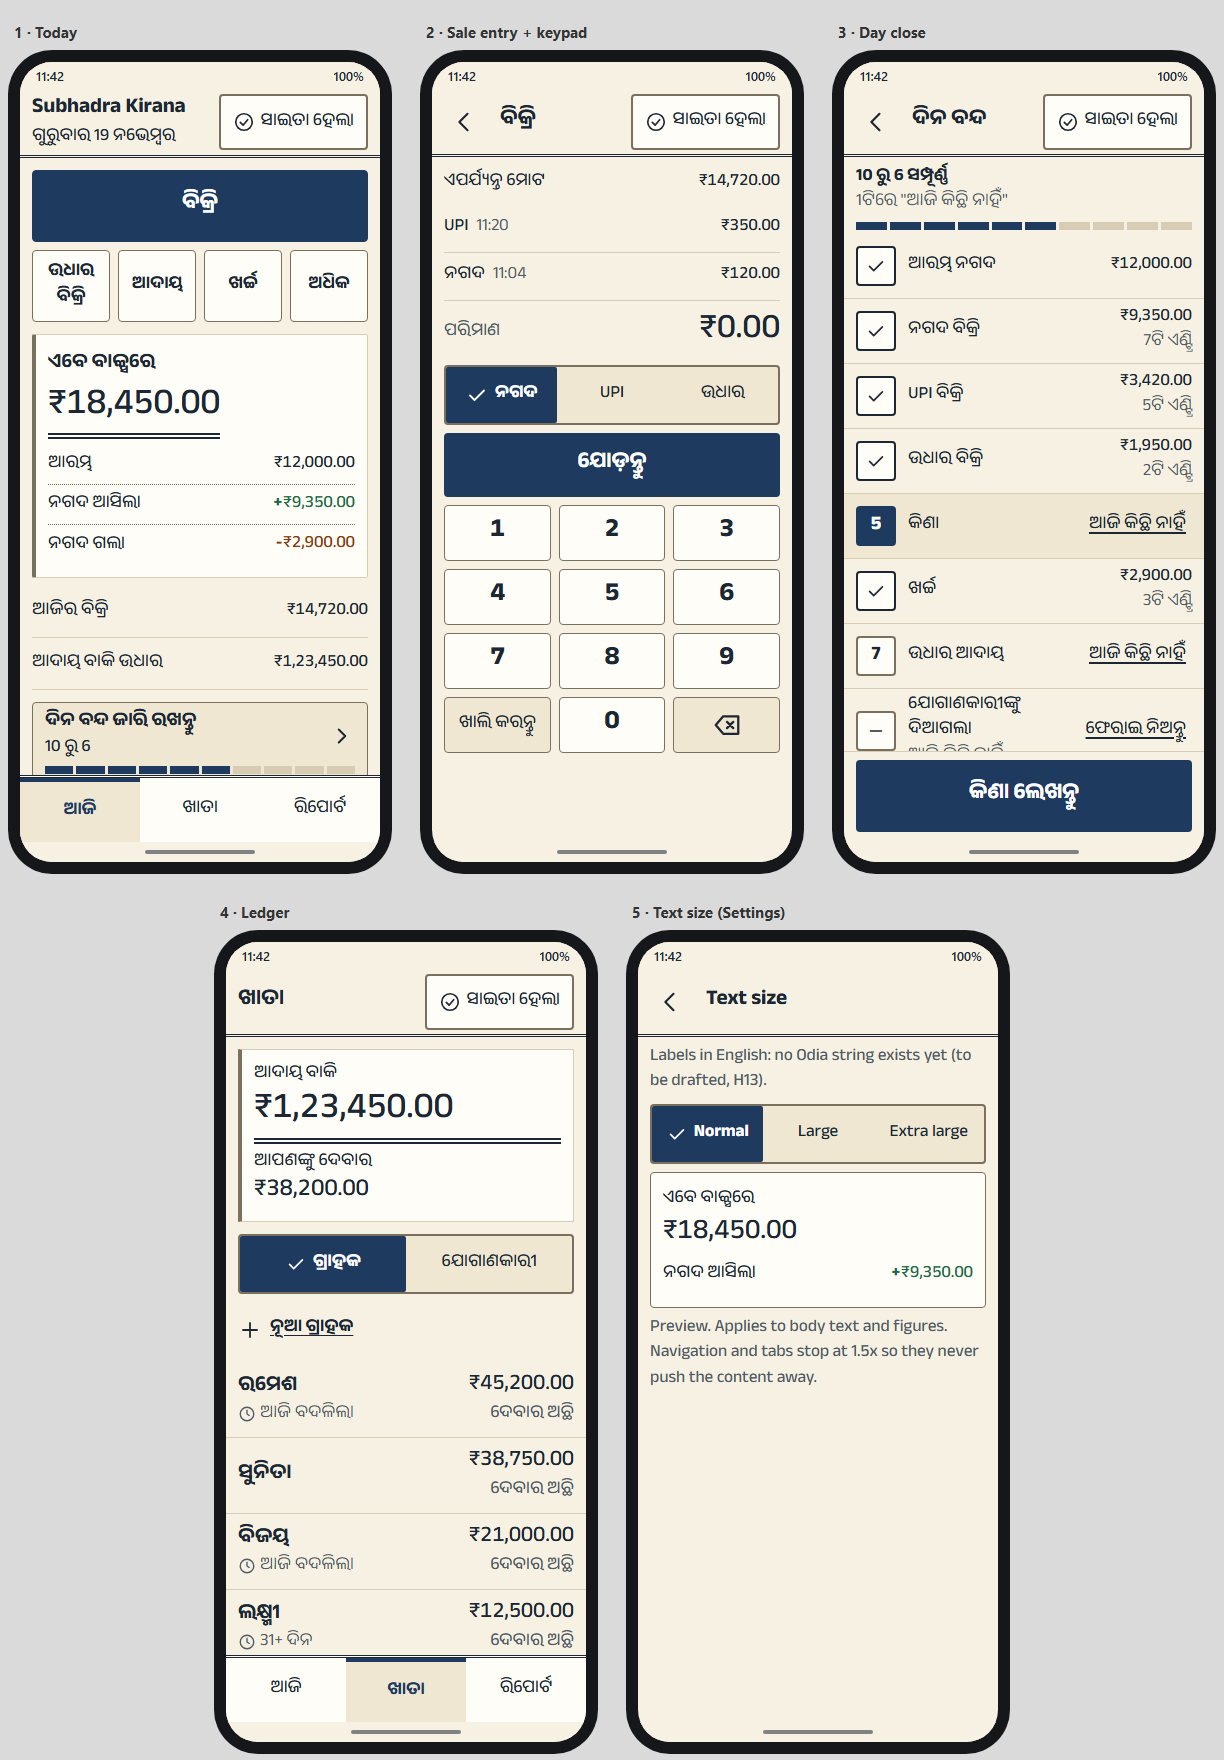 1 · Today
11:42
100%
Subhadra Kirana
ଗୁରୁବାର 19 ନଭେମ୍ବର
ସାଇତା ହେଲା
ବିକ୍ରି
ଉଧାର ବିକ୍ରି
ଆଦାୟ
ଖର୍ଚ୍ଚ
ଅଧିକ
ଏବେ ବାକ୍ସରେ
₹18,450.00
ଆରମ୍ଭ ₹12,000.00
ନଗଦ ଆସିଲା +₹9,350.00
ନଗଦ ଗଲା -₹2,900.00
ଆଜିର ବିକ୍ରି ₹14,720.00
ଆଦାୟ ବାକି ଉଧାର ₹1,23,450.00
ଦିନ ବନ୍ଦ ଜାରି ରଖନ୍ତୁ
10 ରୁ 6
ଆଜି
ଖାତା
ରିପୋର୍ଟ
2 · Sale entry + keypad
11:42
100%
ବିକ୍ରି
ସାଇତା ହେଲା
ଏପର୍ଯ୍ୟନ୍ତ ମୋଟ ₹14,720.00
UPI 11:20 ₹350.00
ନଗଦ 11:04 ₹120.00
ପରିମାଣ ₹0.00
ନଗଦ
UPI
ଉଧାର
ଯୋଡ଼ନ୍ତୁ
1 2 3
4 5 6
7 8 9
ଖାଲି କରନ୍ତୁ 0
3 · Day close
11:42
100%
ଦିନ ବନ୍ଦ
ସାଇତା ହେଲା
10 ରୁ 6 ସମ୍ପୂର୍ଣ୍ଣ
1ଟିରେ "ଆଜି କିଛି ନାହିଁ"
ଆରମ୍ଭ ନଗଦ ₹12,000.00
ନଗଦ ବିକ୍ରି ₹9,350.00
7ଟି ଏଣ୍ଟ୍ରି
UPI ବିକ୍ରି ₹3,420.00
5ଟି ଏଣ୍ଟ୍ରି
ଉଧାର ବିକ୍ରି ₹1,950.00
2ଟି ଏଣ୍ଟ୍ରି
5 କିଣା ଆଜି କିଛି ନାହିଁ
ଖର୍ଚ୍ଚ ₹2,900.00
3ଟି ଏଣ୍ଟ୍ରି
7 ଉଧାର ଆଦାୟ ଆଜି କିଛି ନାହିଁ
ଯୋଗାଣକାରୀଙ୍କୁ
ଦିଆଗଲା ଫେରାଇ ନିଅନ୍ତୁ
କିଣା ଲେଖନ୍ତୁ
4 · Ledger
11:42
100%
ଖାତା
ସାଇତା ହେଲା
ଆଦାୟ ବାକି
₹1,23,450.00
ଆପଣଙ୍କୁ ଦେବାର
₹38,200.00
ଗ୍ରାହକ
ଯୋଗାଣକାରୀ
ନୂଆ ଗ୍ରାହକ
ରମେଶ ₹45,200.00
ଆଜି ବଦଳିଲା ଦେବାର ଅଛି
ସୁନିତା ₹38,750.00
ଦେବାର ଅଛି
ବିଜୟ ₹21,000.00
ଆଜି ବଦଳିଲା ଦେବାର ଅଛି
ଲକ୍ଷ୍ମୀ ₹12,500.00
31+ ଦିନ ଦେବାର ଅଛି
ଆଜି
ଖାତା
ରିପୋର୍ଟ
5 · Text size (Settings)
11:42
100%
Text size
Labels in English: no Odia string exists yet (to
be drafted, H13).
Normal
Large
Extra large
ଏବେ ବାକ୍ସରେ
₹18,450.00
ନଗଦ ଆସିଲା +₹9,350.00
Preview. Applies to body text and figures.
Navigation and tabs stop at 1.5x so they never
push the content away.